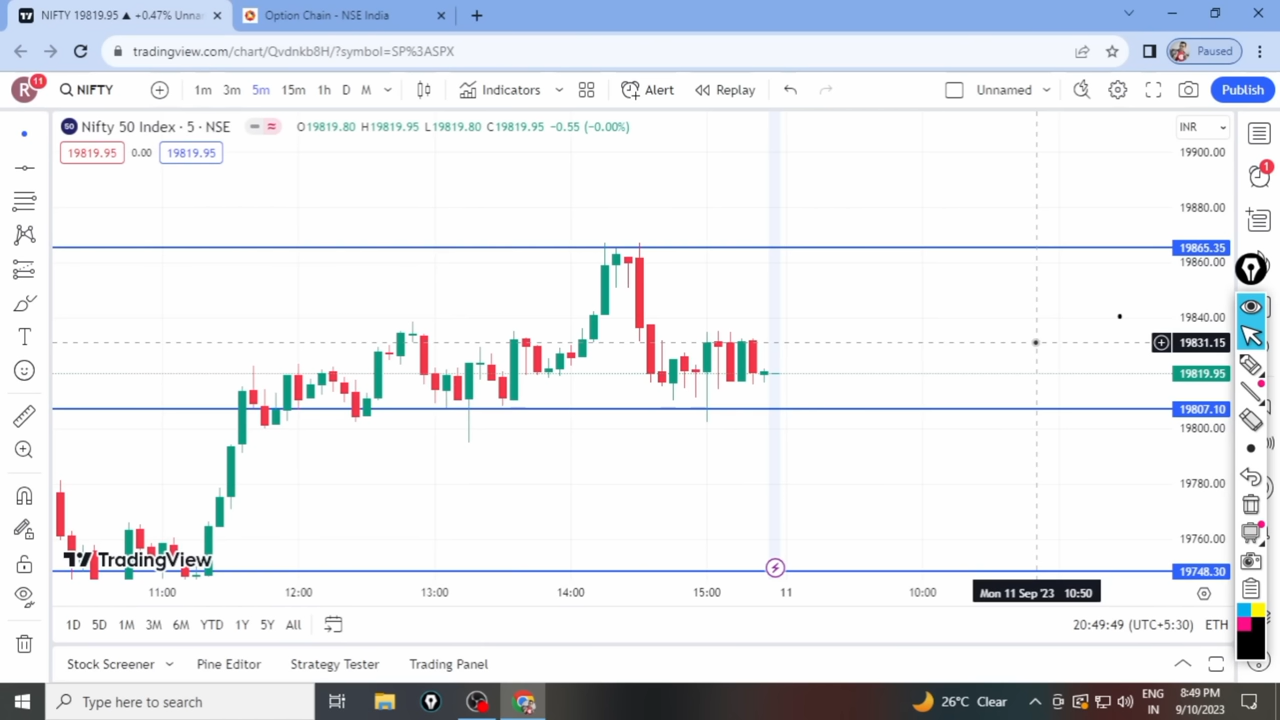 NIFTY 19819.95 ▲ +0.47% Unna
Option Chain - NSE India
tradingview.com/chart/Qvdnkb8H/?symbol=SP%3ASPX
Paused
R
11
NIFTY
1m 3m 5m 15m 1h D M
Indicators
Alert
Replay
Unnamed
Publish
50 Nifty 50 Index · 5 · NSE
O19819.80 H19819.95 L19819.80 C19819.95 -0.55 (-0.00%)
INR
19819.95 0.00 19819.95
1
19900.00
19880.00
19865.35
19860.00
19840.00
19831.15
19819.95
19807.10
19800.00
19780.00
19760.00
19748.30
TradingView
11:00 12:00 13:00 14:00 15:00 11 10:00
Mon 11 Sep '23 10:50
1D 5D 1M 3M 6M YTD 1Y 5Y All
20:49:49 (UTC+5:30) ETH
Stock Screener Pine Editor Strategy Tester Trading Panel
Type here to search
26°C Clear
ENG
IN
8:49 PM
9/10/2023